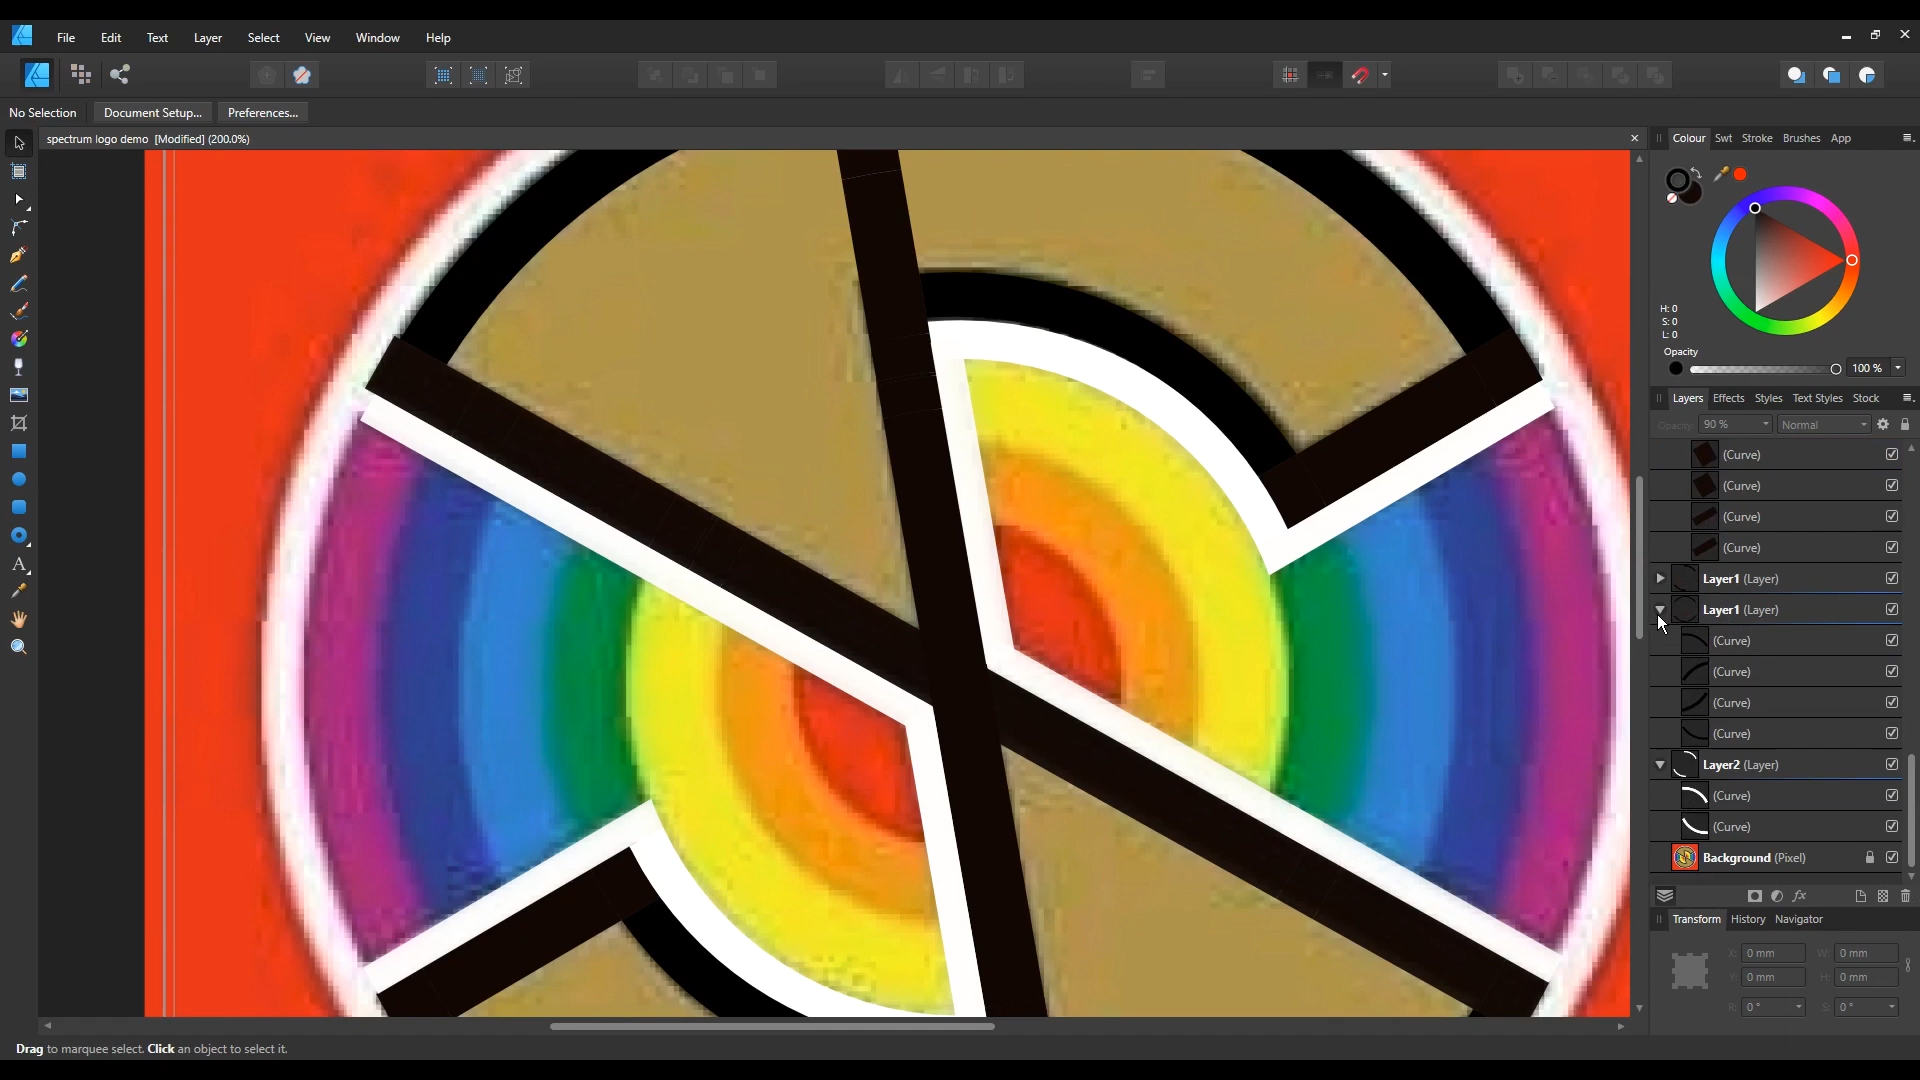 File Edit Text Layer Select View Window Help
No Selection Document Setup... Preferences...
spectrum logo demo [Modified] (200.0%)
Colour Swt Stroke Brushes App
H: 0
S: 0
L: 0
Opacity
100 %
Layers Effects Styles Text Styles Stock
Opacity: 90 % Normal
(Curve)
(Curve)
(Curve)
(Curve)
Layer1 (Layer)
Layer1 (Layer)
(Curve)
(Curve)
(Curve)
(Curve)
Layer2 (Layer)
(Curve)
(Curve)
Background (Pixel)
Transform History Navigator
X: 0 mm W: 0 mm
Y: 0 mm H: 0 mm
R: 0 ° S: 0 °
Drag to marquee select. Click an object to select it.